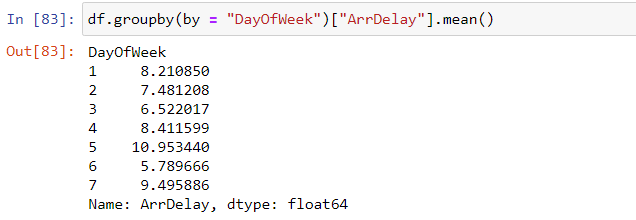 In [83]: df.groupby(by = "DayOfWeek")["ArrDelay"].mean()
Out[83]: DayOfWeek
1     8.210850
2     7.481208
3     6.522017
4     8.411599
5    10.953440
6     5.789666
7     9.495886
Name: ArrDelay, dtype: float64